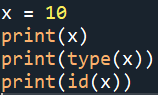 x = 10
print(x)
print(type(x))
print(id(x))